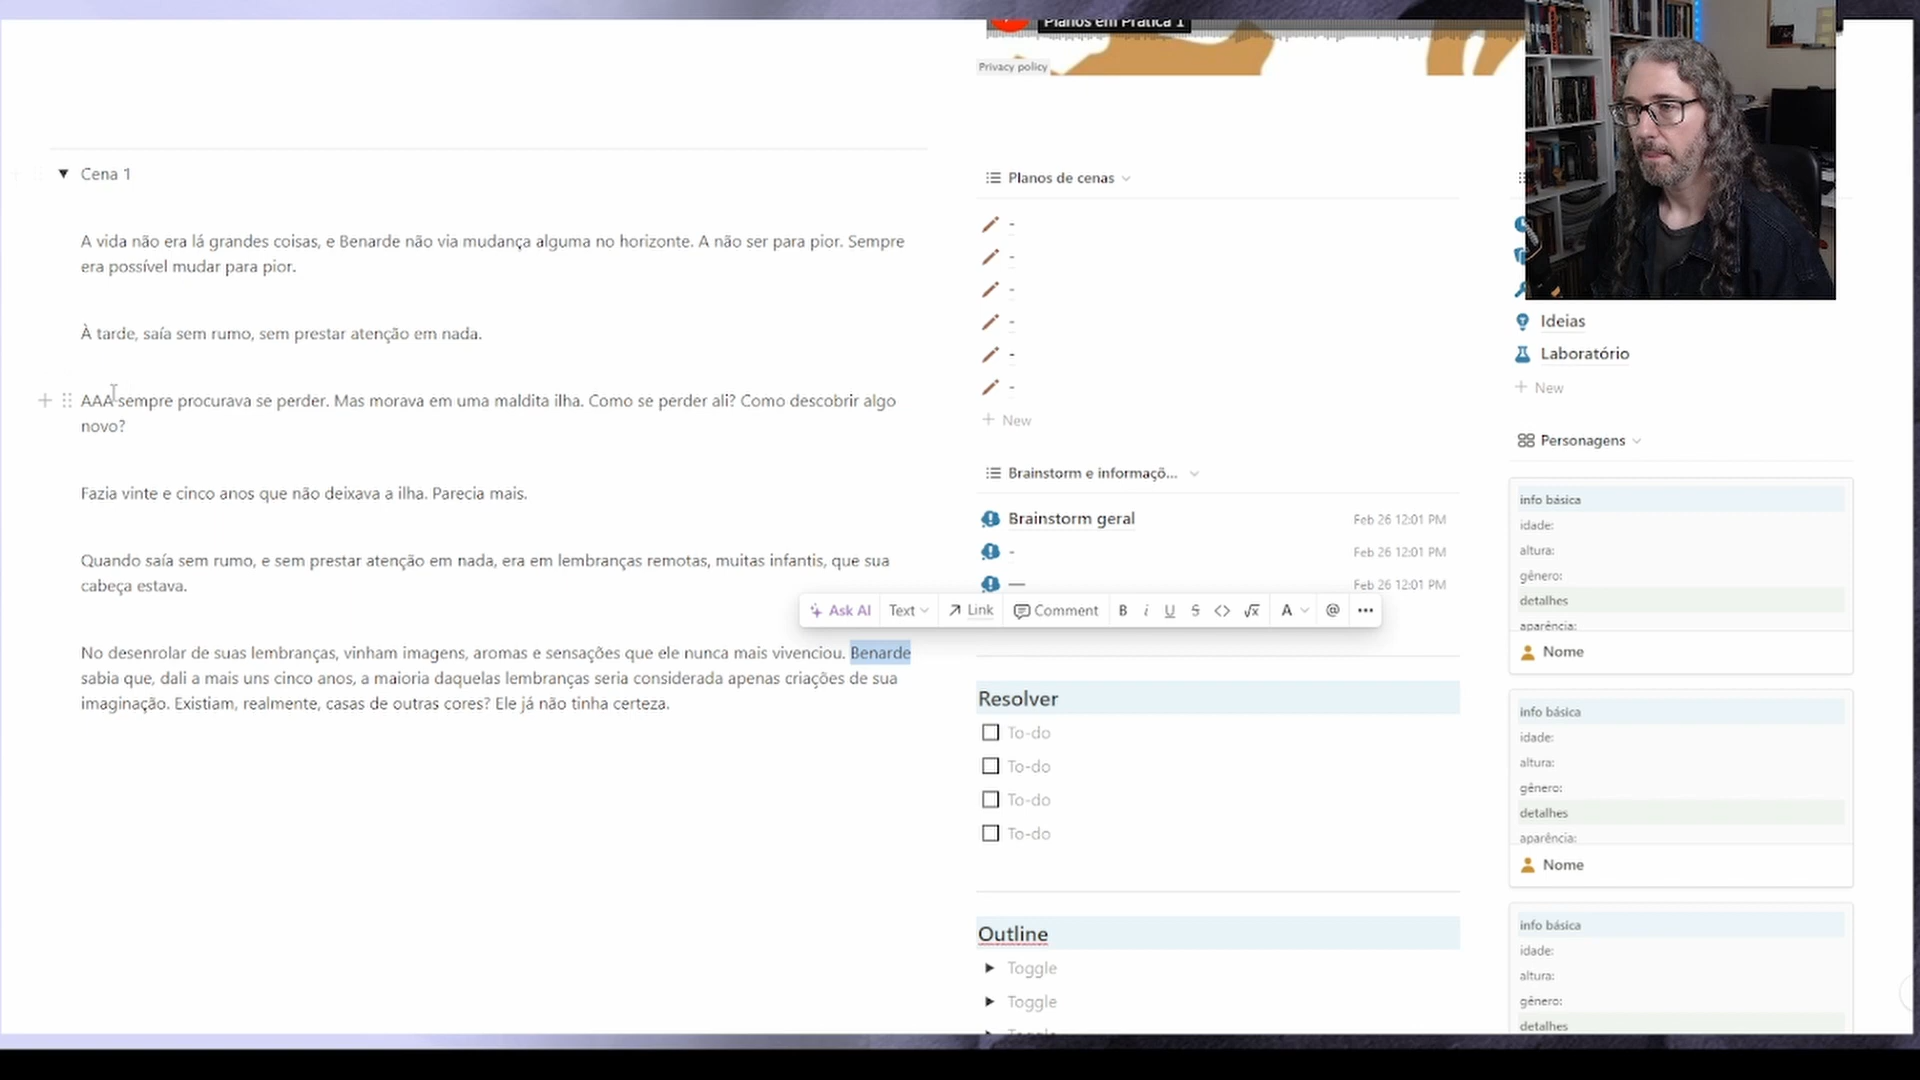 Planos em Prática 1
Privacy policy
Cena 1
A vida não era lá grandes coisas, e Benarde não via mudança alguma no horizonte. A não ser para pior. Sempre
era possível mudar para pior.
À tarde, saía sem rumo, sem prestar atenção em nada.
AAA sempre procurava se perder. Mas morava em uma maldita ilha. Como se perder ali? Como descobrir algo
novo?
Fazia vinte e cinco anos que não deixava a ilha. Parecia mais.
Quando saía sem rumo, e sem prestar atenção em nada, era em lembranças remotas, muitas infantis, que sua
cabeça estava.
No desenrolar de suas lembranças, vinham imagens, aromas e sensações que ele nunca mais vivenciou. Benarde
sabia que, dali a mais uns cinco anos, a maioria daquelas lembranças seria considerada apenas criações de sua
imaginação. Existiam, realmente, casas de outras cores? Ele já não tinha certeza.
Planos de cenas
-
-
-
-
-
-
+ New
Brainstorm e informaçõ...
Brainstorm geral Feb 26 12:01 PM
- Feb 26 12:01 PM
— Feb 26 12:01 PM
Ask AI Text Link Comment B i U S <> √x A @ •••
Resolver
To-do
To-do
To-do
To-do
Outline
Toggle
Toggle
Toggle
Ideias
Laboratório
+ New
Personagens
info básica
idade:
altura:
gênero:
detalhes
aparência:
Nome
info básica
idade:
altura:
gênero:
detalhes
aparência:
Nome
info básica
idade:
altura:
gênero:
detalhes